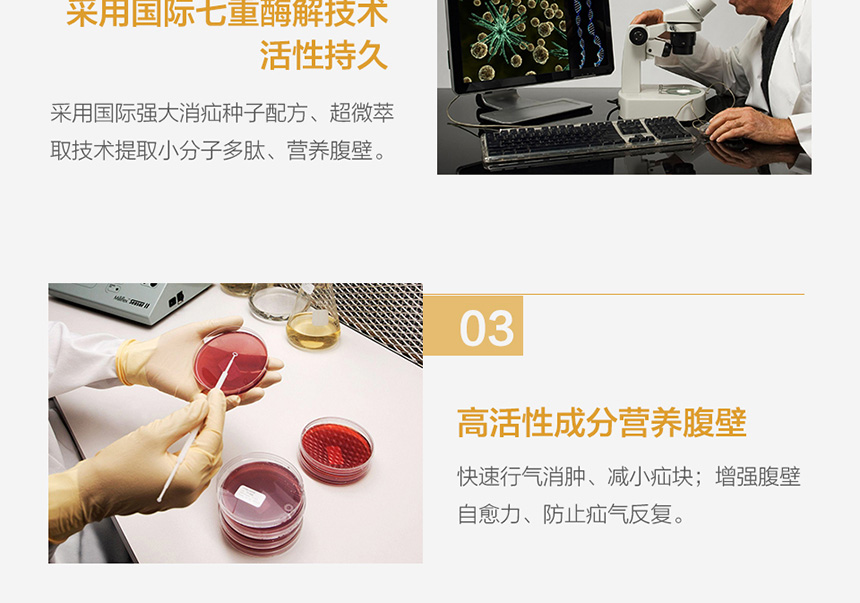 采用国际七重酶解技术
活性持久
采用国际强大消疝种子配方、超微萃
取技术提取小分子多肽、营养腹壁。
03
高活性成分营养腹壁
快速行气消肿、减小疝块；增强腹壁
自愈力、防止疝气反复。